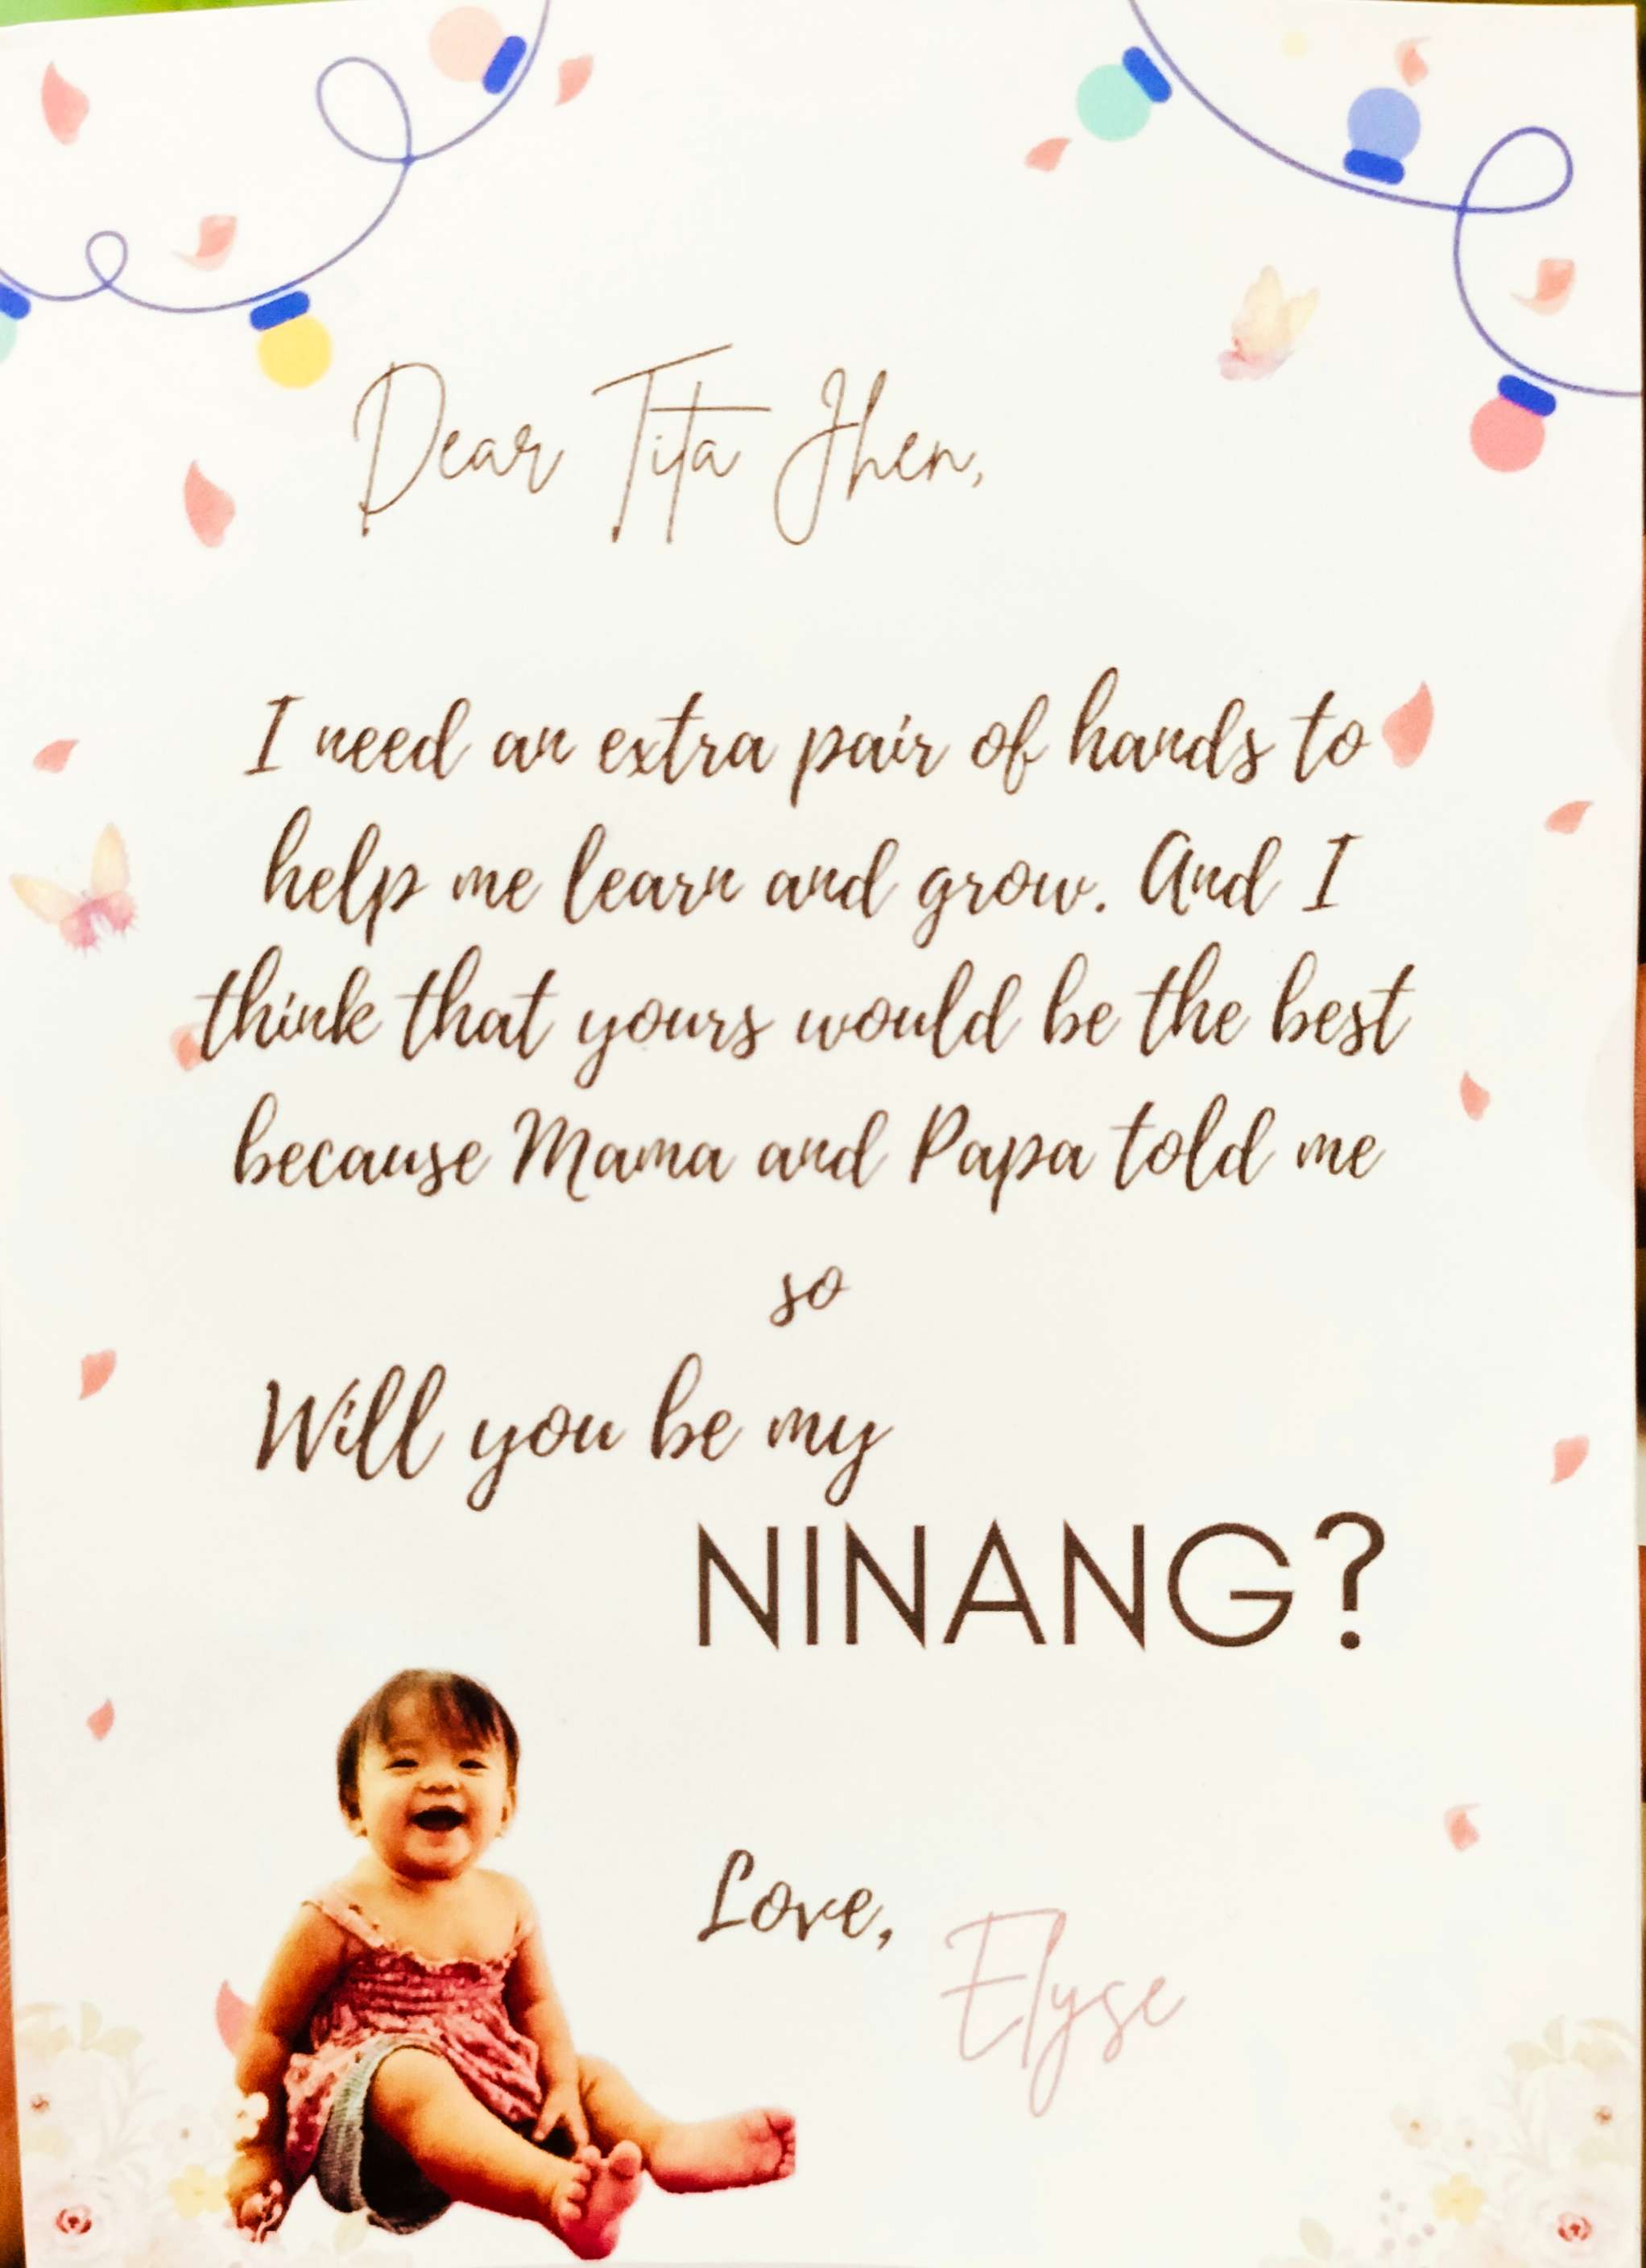 Dear Tita Jhen,
I need an extra pair of hands to
help me learn and grow. And I
think that yours would be the best
because Mama and Papa told me
so
Will you be my
NINANG?
Love,
Elyse